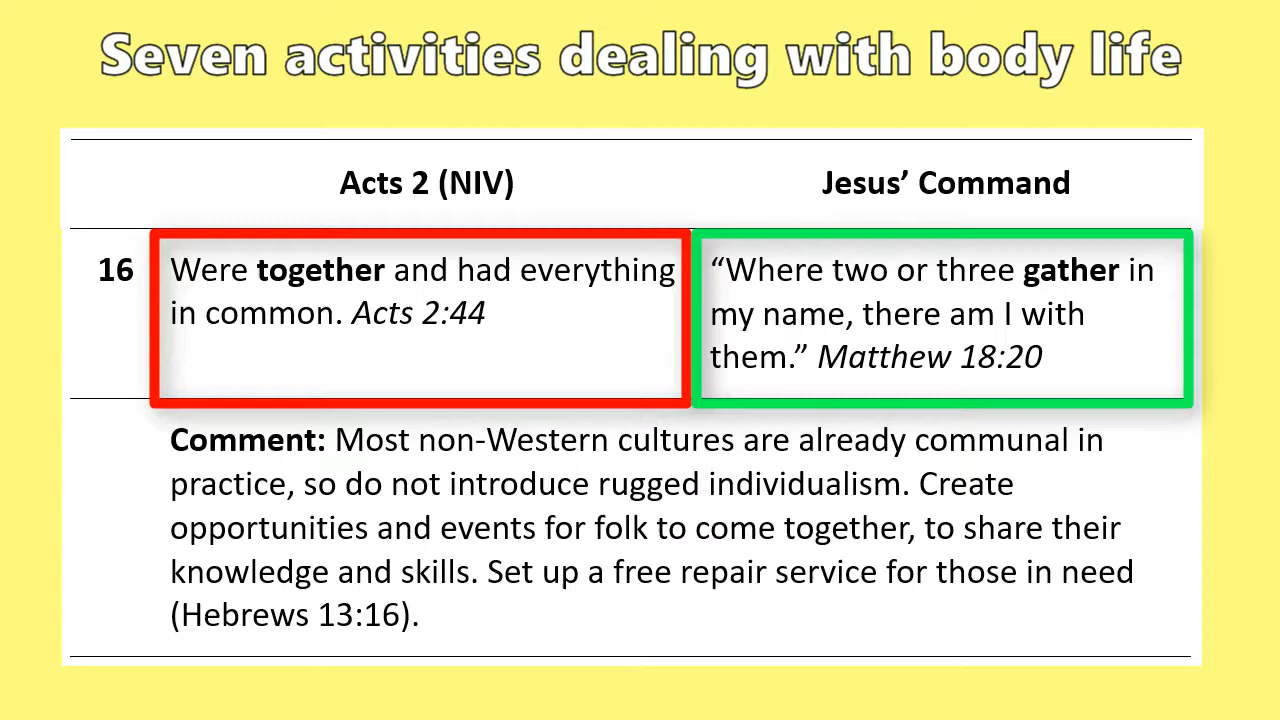 Seven activities dealing with body life
Acts 2 (NIV)
Jesus’ Command
16
Were together and had everything
in common. Acts 2:44
“Where two or three gather in
my name, there am I with
them.” Matthew 18:20
Comment: Most non-Western cultures are already communal in
practice, so do not introduce rugged individualism. Create
opportunities and events for folk to come together, to share their
knowledge and skills. Set up a free repair service for those in need
(Hebrews 13:16).